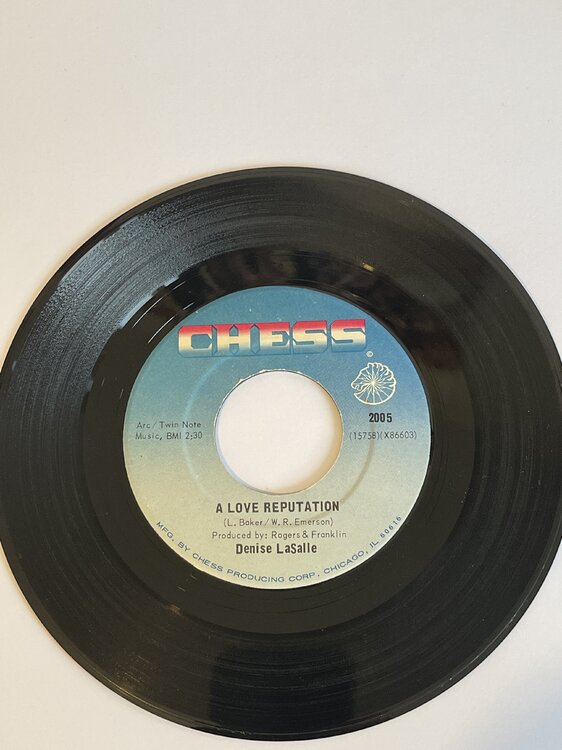 CHESS
©
Arc/Twin Note
Music, BMI 2:30
2005
(15758)(X86603)
A LOVE REPUTATION
(L. Baker/W. R. Emerson)
Produced by: Rogers & Franklin
Denise LaSalle
MFG. BY CHESS PRODUCING CORP. CHICAGO, IL. 60616